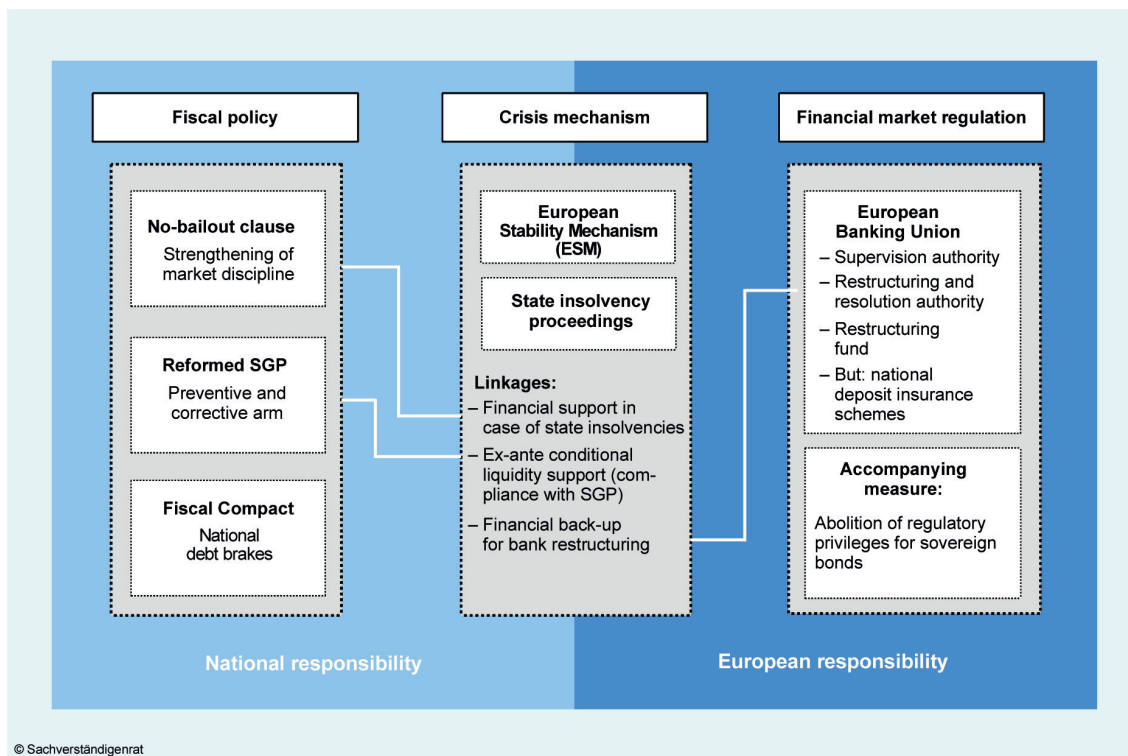 Fiscal policy
No-bailout clause
Strengthening of
market discipline
Reformed SGP
Preventive and
corrective arm
Fiscal Compact
National
debt brakes
Crisis mechanism
European
Stability Mechanism
(ESM)
State insolvency
proceedings
Linkages:
– Financial support in
case of state insolvencies
– Ex-ante conditional
liquidity support (com-
pliance with SGP)
– Financial back-up
for bank restructuring
Financial market regulation
European
Banking Union
– Supervision authority
– Restructuring and
resolution authority
– Restructuring
fund
– But: national
deposit insurance
schemes
Accompanying
measure:
Abolition of regulatory
privileges for sovereign
bonds
National responsibility
European responsibility
© Sachverständigenrat